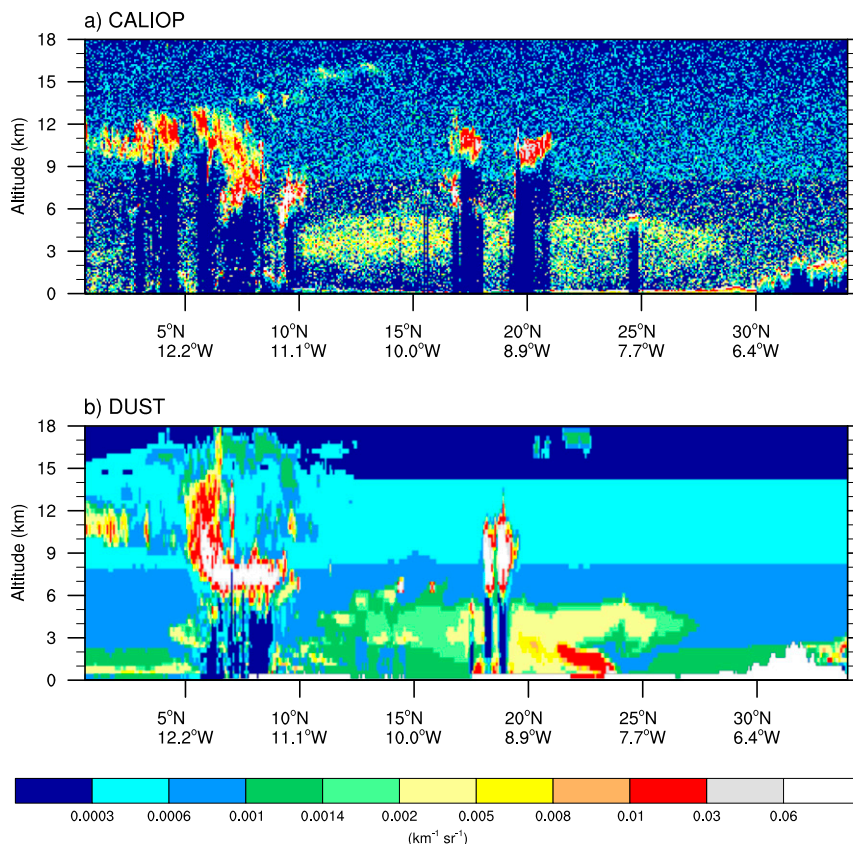 a) CALIOP
18
15
12
9
6
3
0
Altitude (km)
5°N 10°N 15°N 20°N 25°N 30°N
12.2°W 11.1°W 10.0°W 8.9°W 7.7°W 6.4°W
b) DUST
18
15
12
9
6
3
0
Altitude (km)
5°N 10°N 15°N 20°N 25°N 30°N
12.2°W 11.1°W 10.0°W 8.9°W 7.7°W 6.4°W
0.0003 0.0006 0.001 0.0014 0.002 0.005 0.008 0.01 0.03 0.06
(km⁻¹ sr⁻¹)